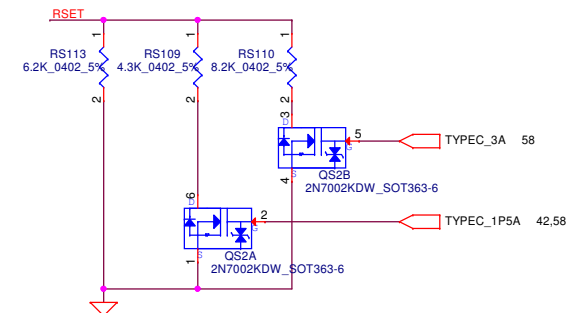 RSET
1 1 1
RS113 RS109 RS110
6.2K_0402_5% 4.3K_0402_5% 8.2K_0402_5%
2 2 2
3
D
5 TYPEC_3A 58
G
S
4 QS2B
2N7002KDW_SOT363-6
6
D
2 TYPEC_1P5A 42,58
G
S
1 QS2A
2N7002KDW_SOT363-6